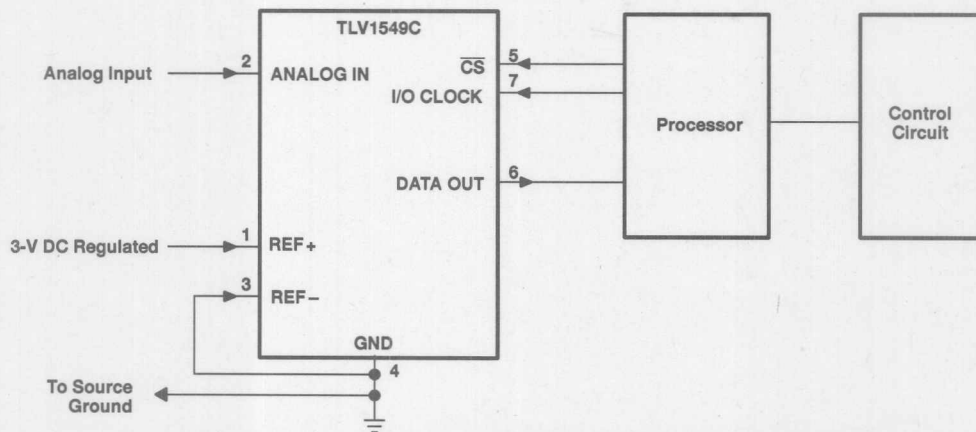 TLV1549C
Analog Input
2
ANALOG IN
CS
5
I/O CLOCK
7
DATA OUT
6
3-V DC Regulated
1
REF+
3
REF−
GND
4
To Source
Ground
Processor
Control
Circuit